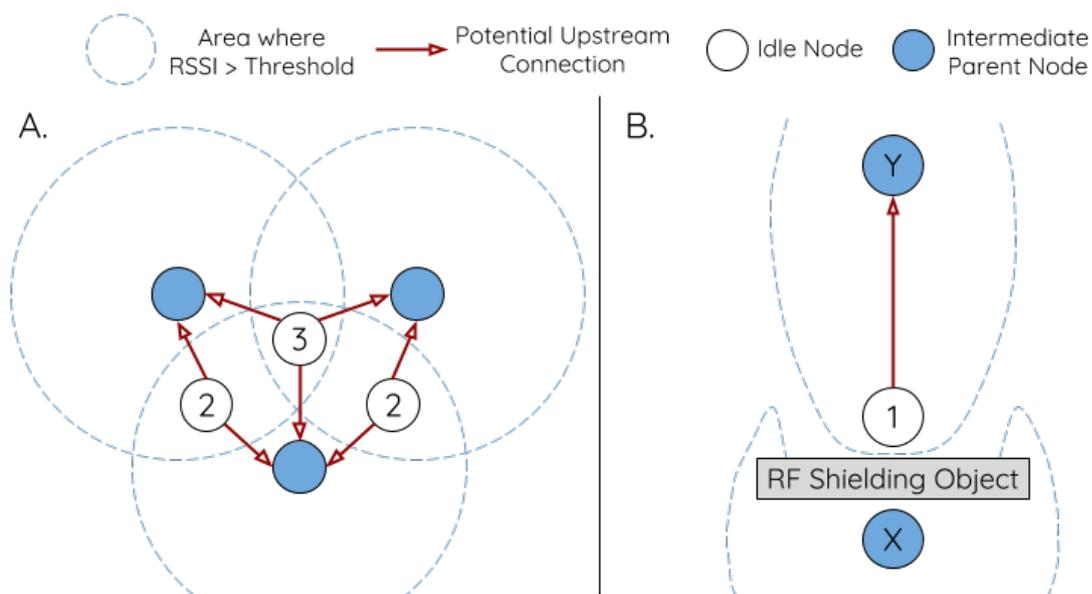 Area where
RSSI > Threshold
Potential Upstream
Connection
Idle Node
Intermediate
Parent Node
A.
3
2
2
B.
Y
1
RF Shielding Object
X